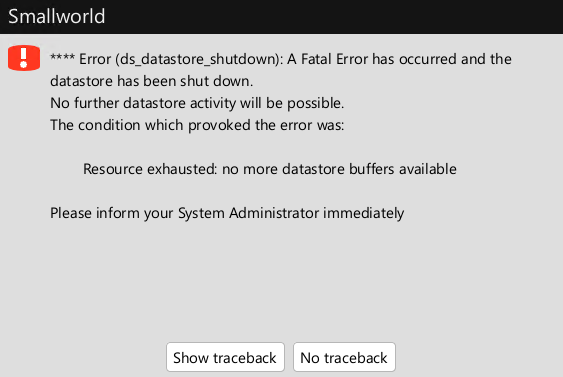 Smallworld
**** Error (ds_datastore_shutdown): A Fatal Error has occurred and the
datastore has been shut down.
No further datastore activity will be possible.
The condition which provoked the error was:
Resource exhausted: no more datastore buffers available
Please inform your System Administrator immediately
Show traceback
No traceback